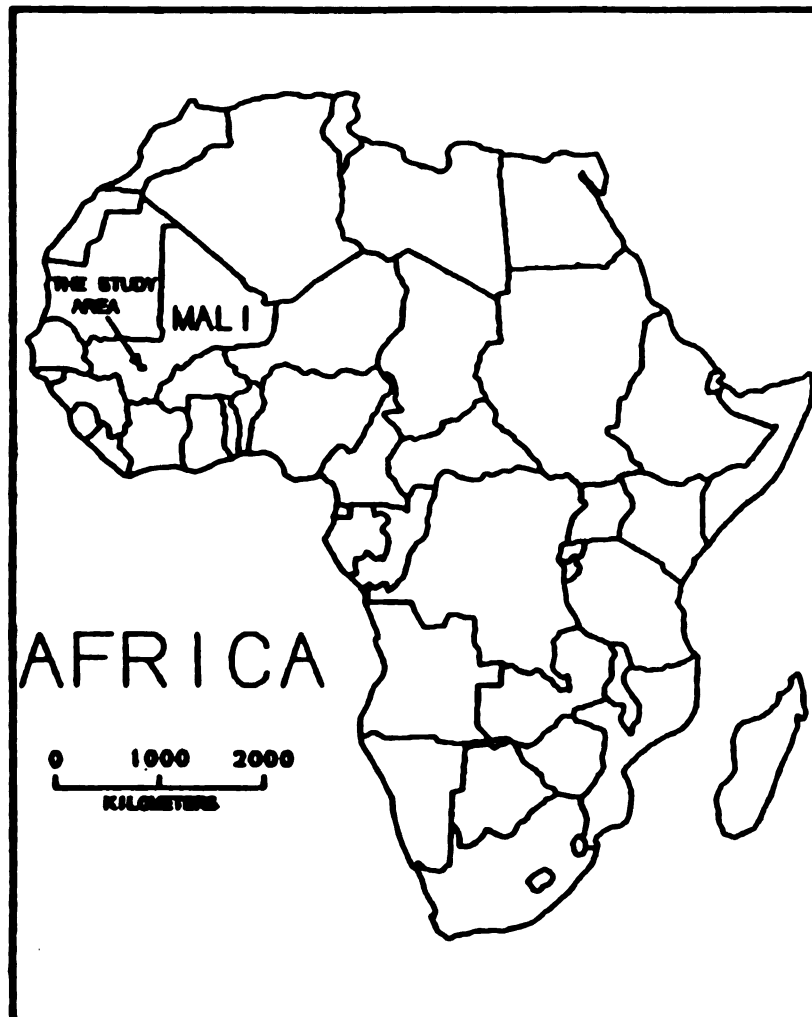 THE STUDY
AREA
MALI
AFRICA
0 1000 2000
KILOMETERS